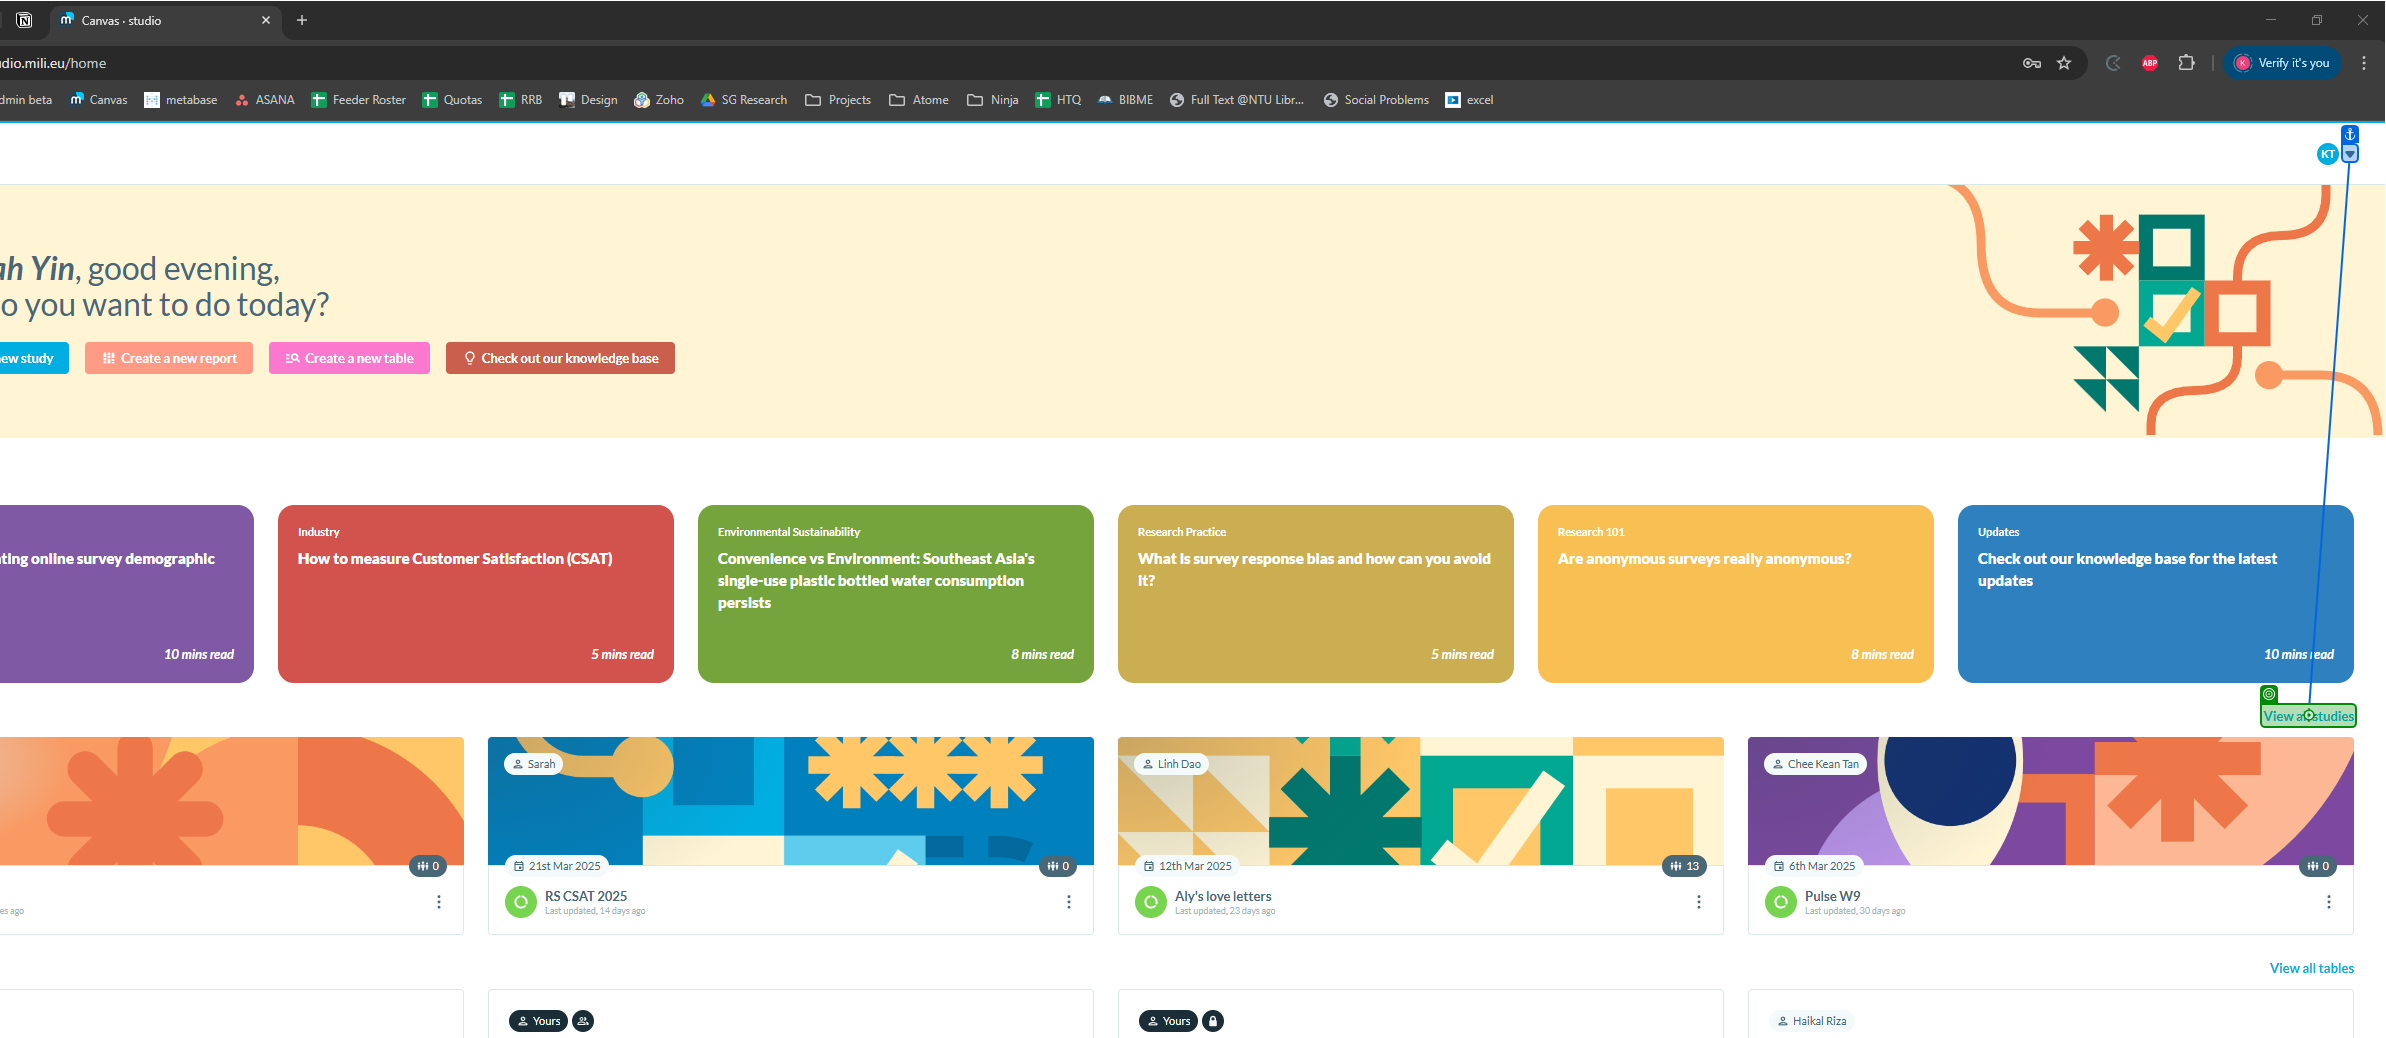 Canvas · studio
dio.mili.eu/home
Verify it's you
dmin beta
Canvas
metabase
ASANA
Feeder Roster
Quotas
RRB
Design
Zoho
SG Research
Projects
Atome
Ninja
HTQ
BIBME
Full Text @NTU Libr...
Social Problems
excel
KT
ah Yin, good evening,
o you want to do today?
ew study
Create a new report
Create a new table
Check out our knowledge base
ting online survey demographic
10 mins read
Industry
How to measure Customer Satisfaction (CSAT)
5 mins read
Environmental Sustainability
Convenience vs Environment: Southeast Asia's
single-use plastic bottled water consumption
persists
8 mins read
Research Practice
What is survey response bias and how can you avoid
it?
5 mins read
Research 101
Are anonymous surveys really anonymous?
8 mins read
Updates
Check out our knowledge base for the latest
updates
10 mins read
View all studies
0
es ago
Sarah
21st Mar 2025
0
RS CSAT 2025
Last updated, 14 days ago
Linh Dao
12th Mar 2025
13
Aly's love letters
Last updated, 23 days ago
Chee Kean Tan
6th Mar 2025
0
Pulse W9
Last updated, 30 days ago
View all tables
Yours
Yours
Haikal Riza